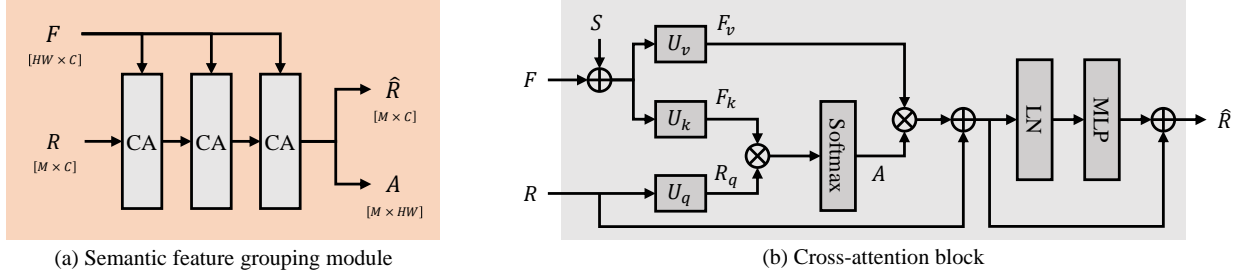 F
[HW × C]
R
[M × C]
CA
CA
CA
R̂
[M × C]
A
[M × HW]
(a) Semantic feature grouping module
S
F
U_v
F_v
U_k
F_k
R
U_q
R_q
Softmax
A
LN
MLP
R̂
(b) Cross-attention block